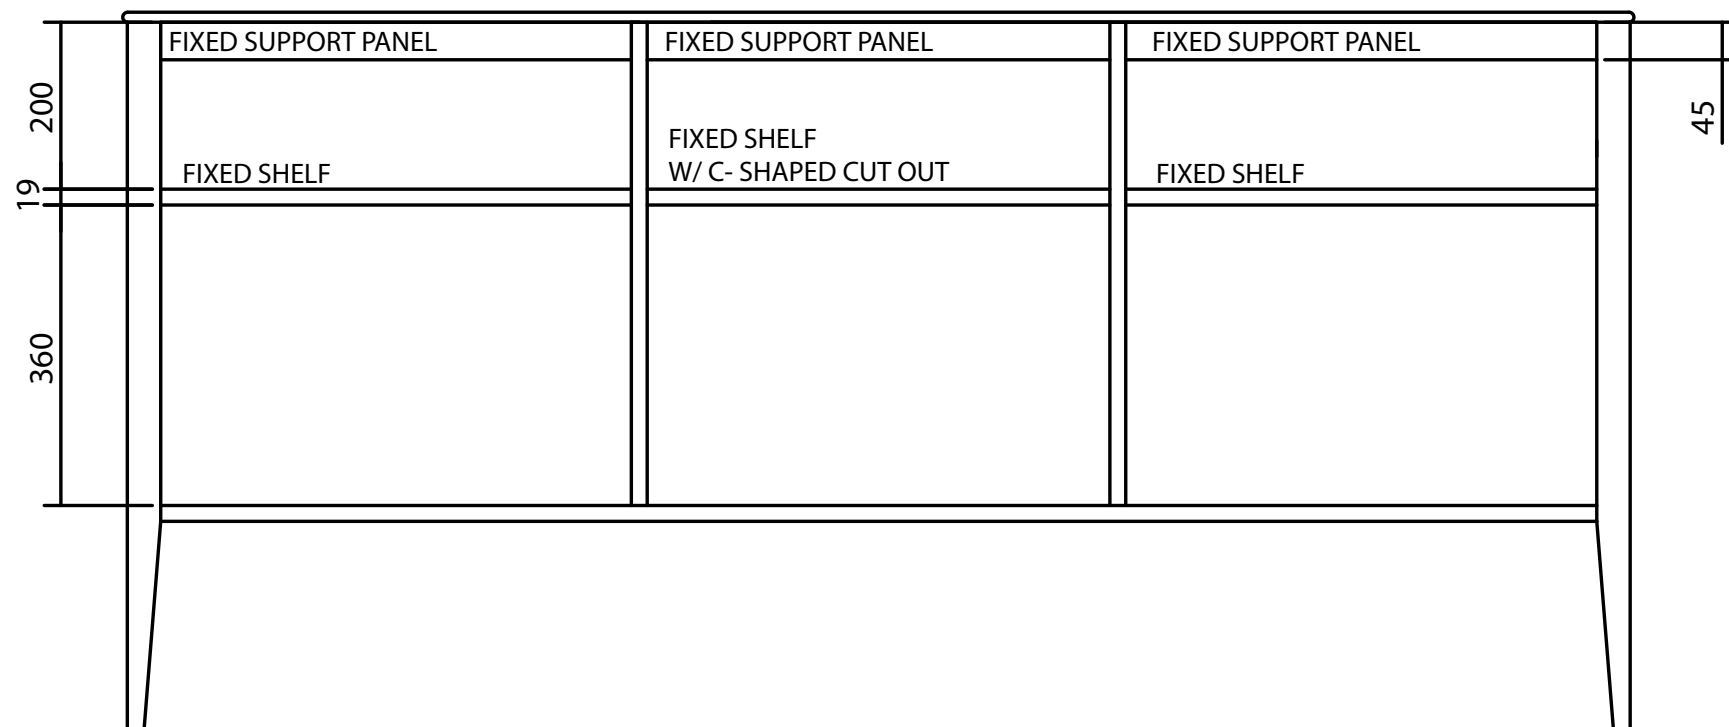 FIXED SUPPORT PANEL
FIXED SUPPORT PANEL
FIXED SUPPORT PANEL
200
45
FIXED SHELF
W/ C- SHAPED CUT OUT
FIXED SHELF
FIXED SHELF
19
360